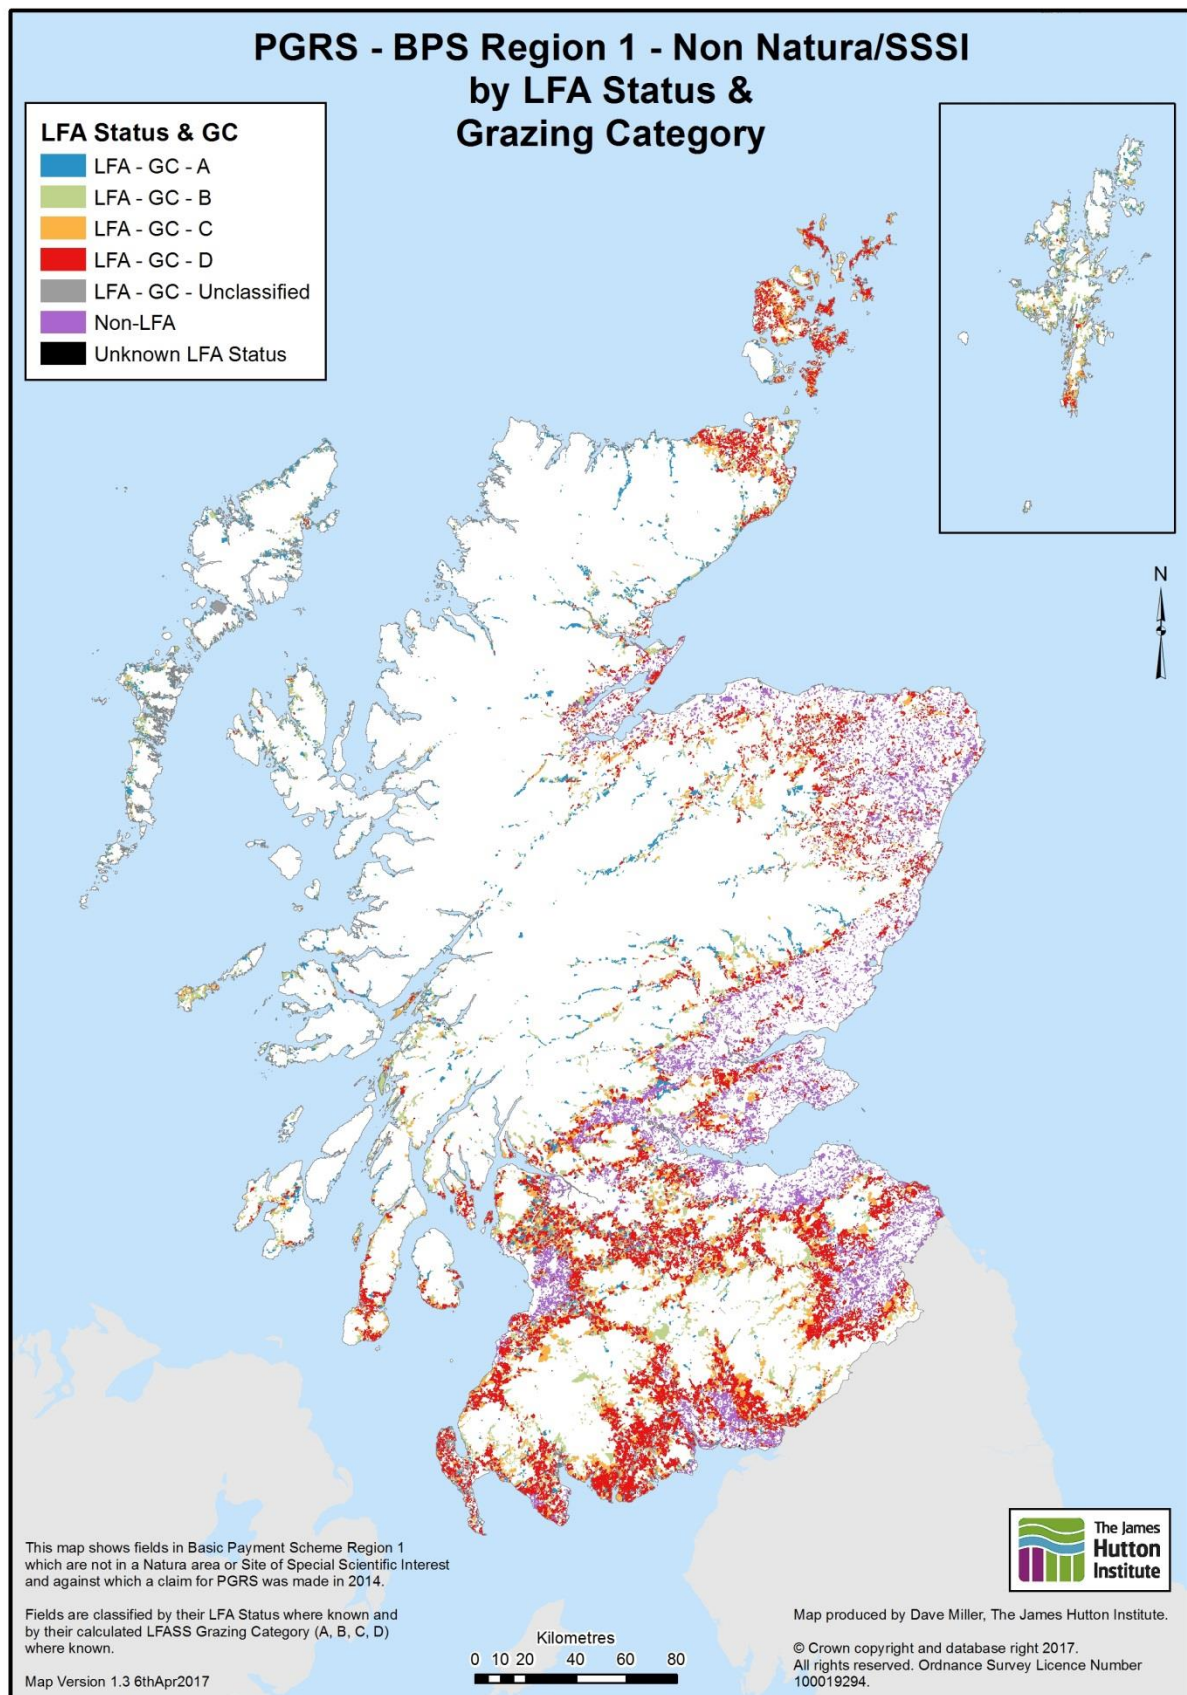 PGRS - BPS Region 1 - Non Natura/SSSI
by LFA Status &
Grazing Category
LFA Status & GC
LFA - GC - A
LFA - GC - B
LFA - GC - C
LFA - GC - D
LFA - GC - Unclassified
Non-LFA
Unknown LFA Status
N
This map shows fields in Basic Payment Scheme Region 1
which are not in a Natura area or Site of Special Scientific Interest
and against which a claim for PGRS was made in 2014.
Fields are classified by their LFA Status where known and
by their calculated LFASS Grazing Category (A, B, C, D)
where known.
Map Version 1.3 6thApr2017
Kilometres
0 10 20 40 60 80
The James
Hutton
Institute
Map produced by Dave Miller, The James Hutton Institute.
© Crown copyright and database right 2017.
All rights reserved. Ordnance Survey Licence Number
100019294.